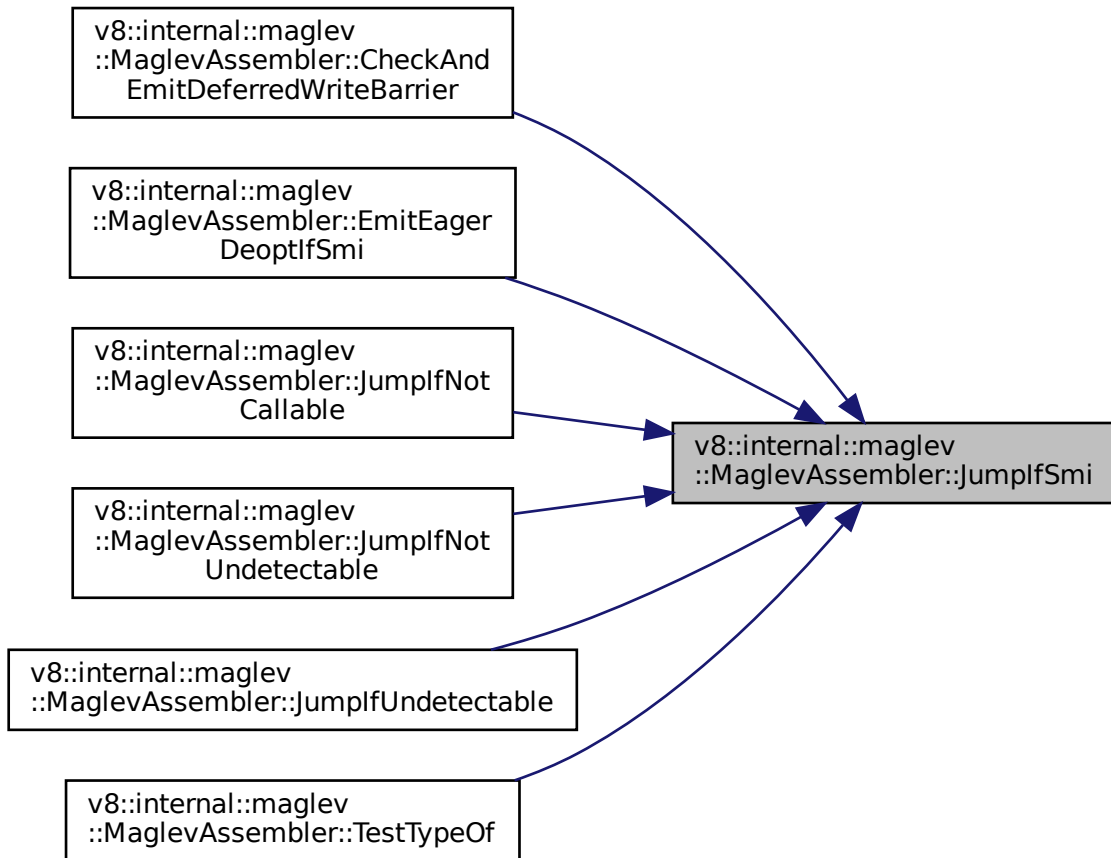 v8::internal::maglev
::MaglevAssembler::CheckAnd
EmitDeferredWriteBarrier
v8::internal::maglev
::MaglevAssembler::EmitEager
DeoptIfSmi
v8::internal::maglev
::MaglevAssembler::JumpIfNot
Callable
v8::internal::maglev
::MaglevAssembler::JumpIfSmi
v8::internal::maglev
::MaglevAssembler::JumpIfNot
Undetectable
v8::internal::maglev
::MaglevAssembler::JumpIfUndetectable
v8::internal::maglev
::MaglevAssembler::TestTypeOf